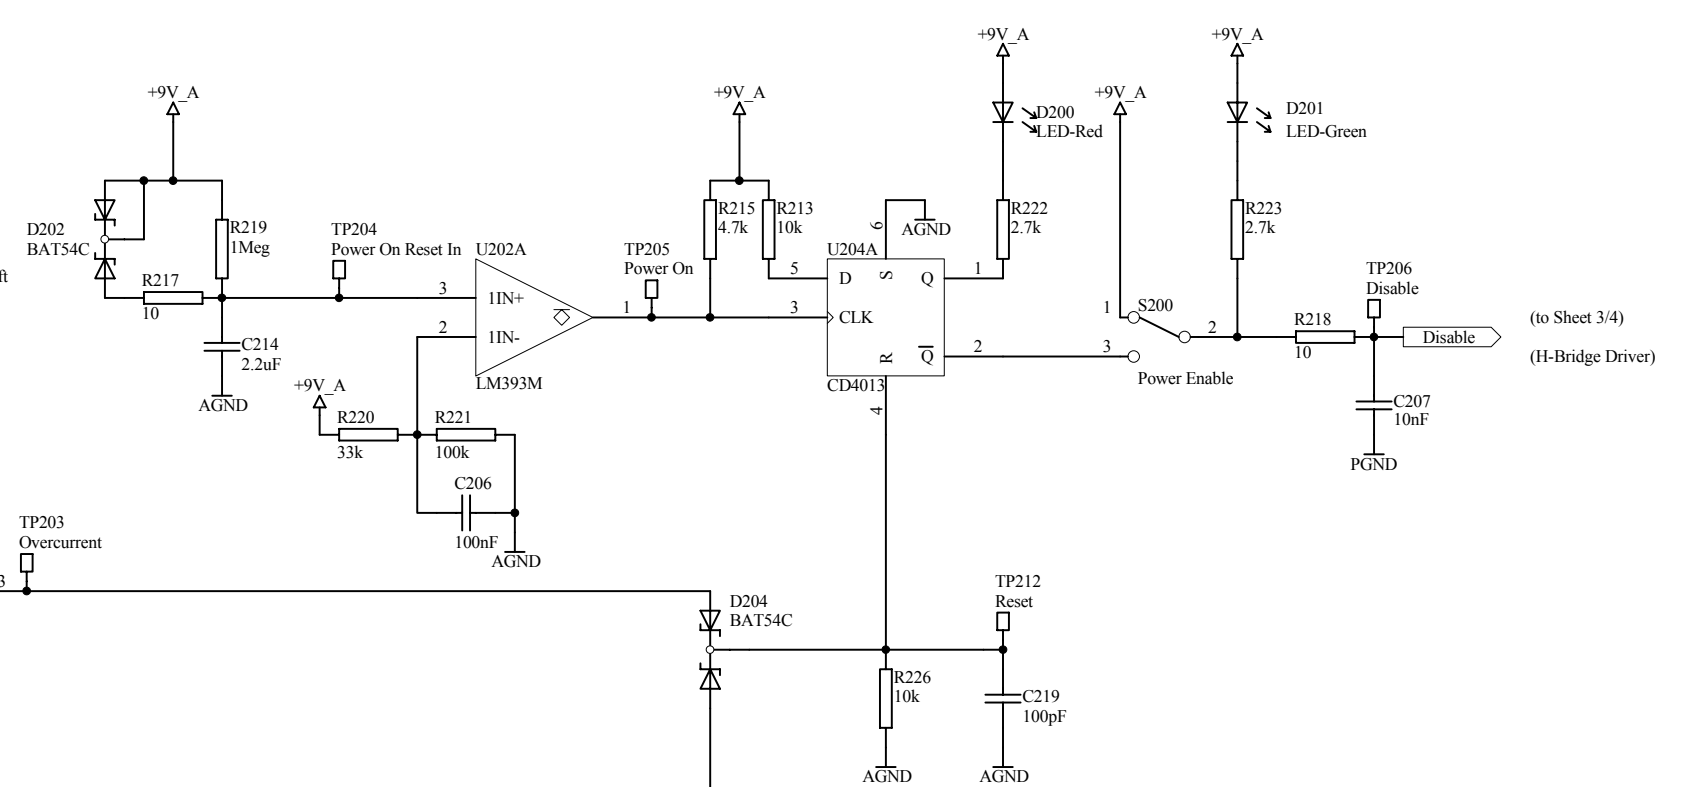 +9V_A
+9V_A
+9V_A
+9V_A
+9V_A
D200
LED-Red
D201
LED-Green
D202
BAT54C
R219
1Meg
TP204
Power On Reset In
U202A
TP205
Power On
R215
4.7k
R213
10k
6
AGND
R222
2.7k
R223
2.7k
ft
R217
10
3
1IN+
2
1IN-
LM393M
1
U204A
5
D
S
Q
1
3
CLK
R
Q
2
CD4013
4
1
S200
2
3
Power Enable
R218
10
TP206
Disable
Disable
(to Sheet 3/4)
(H-Bridge Driver)
C207
10nF
PGND
C214
2.2uF
AGND
+9V_A
R220
33k
R221
100k
C206
100nF
AGND
TP203
Overcurrent
3
D204
BAT54C
TP212
Reset
R226
10k
C219
100pF
AGND
AGND